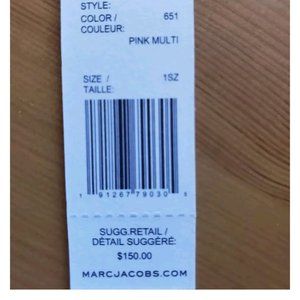 STYLE:
COLOR / 651
COULEUR:
PINK MULTI
SIZE / 1SZ
TAILLE:
1 91267 79030 5
SUGG.RETAIL /
DÉTAIL SUGGÉRÉ:
$150.00
MARCJACOBS.COM